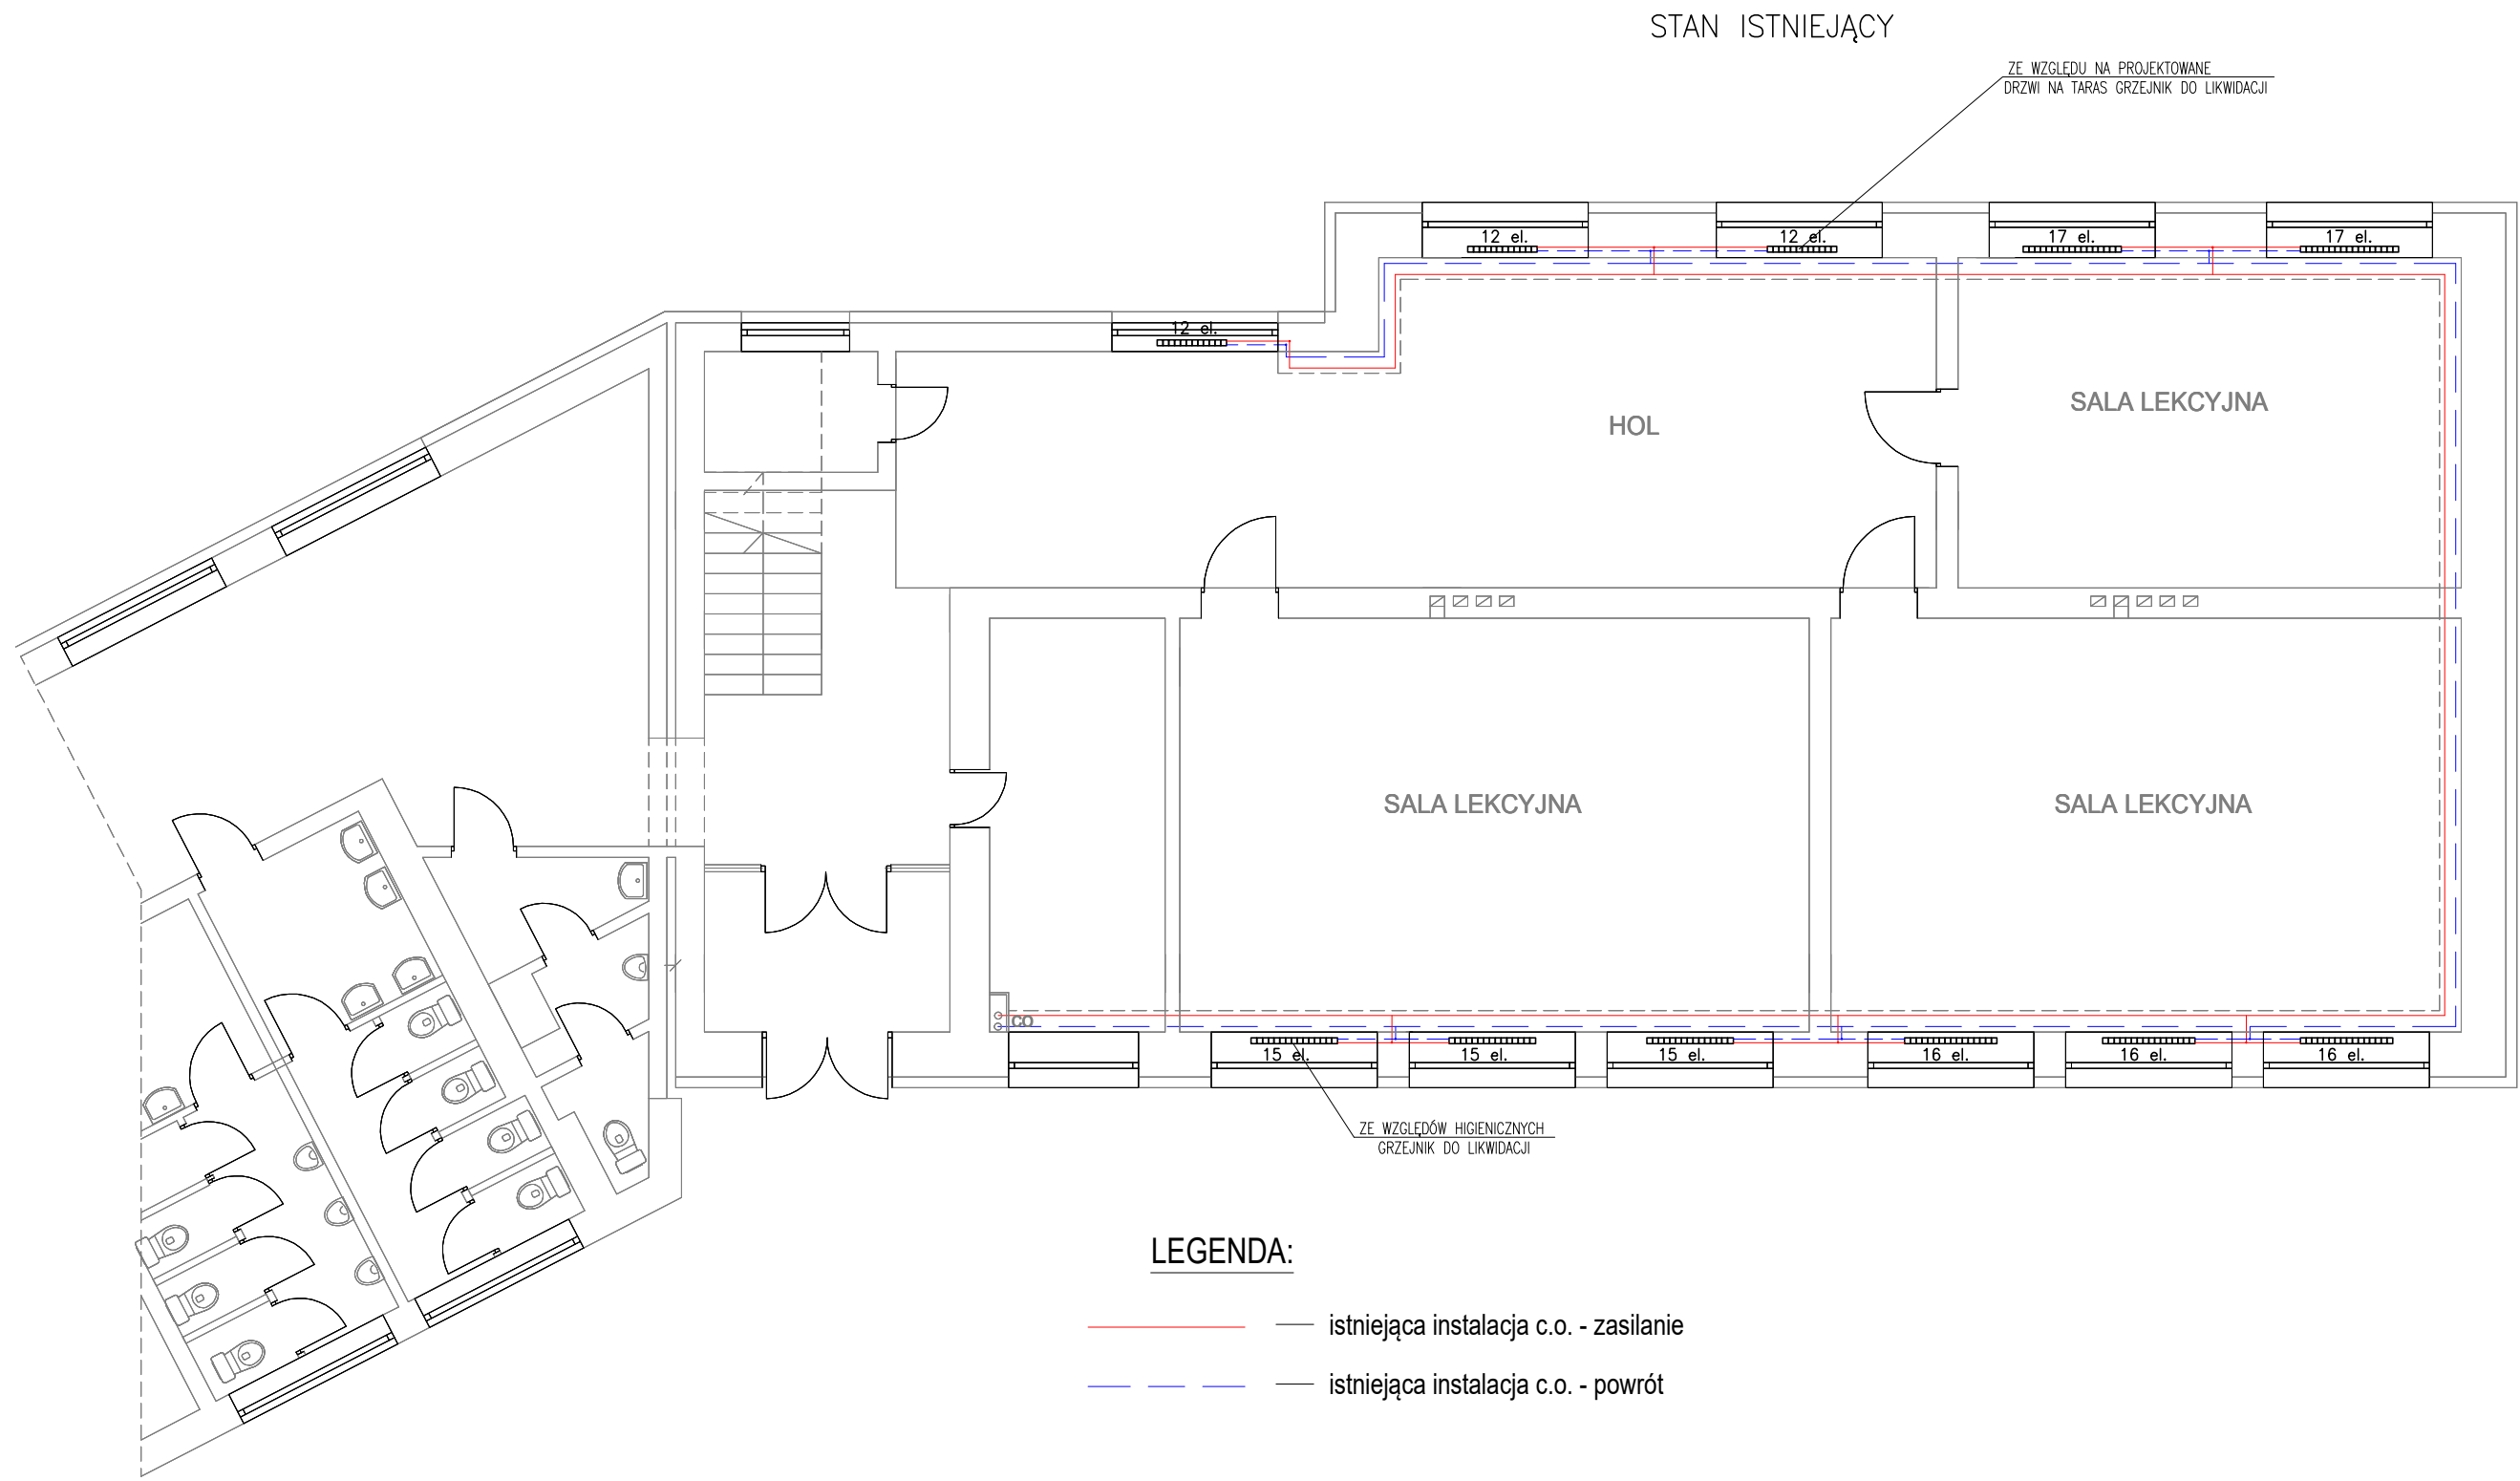 STAN ISTNIEJĄCY
ZE WZGLĘDU NA PROJEKTOWANE
DRZWI NA TARAS GRZEJNIK DO LIKWIDACJI
12 el.
12 el.
17 el.
17 el.
12 el.
SALA LEKCYJNA
HOL
SALA LEKCYJNA
SALA LEKCYJNA
CO
15 el.
15 el.
15 el.
16 el.
16 el.
16 el.
ZE WZGLĘDÓW HIGIENICZNYCH
GRZEJNIK DO LIKWIDACJI
LEGENDA:
istniejąca instalacja c.o. - zasilanie
istniejąca instalacja c.o. - powrót